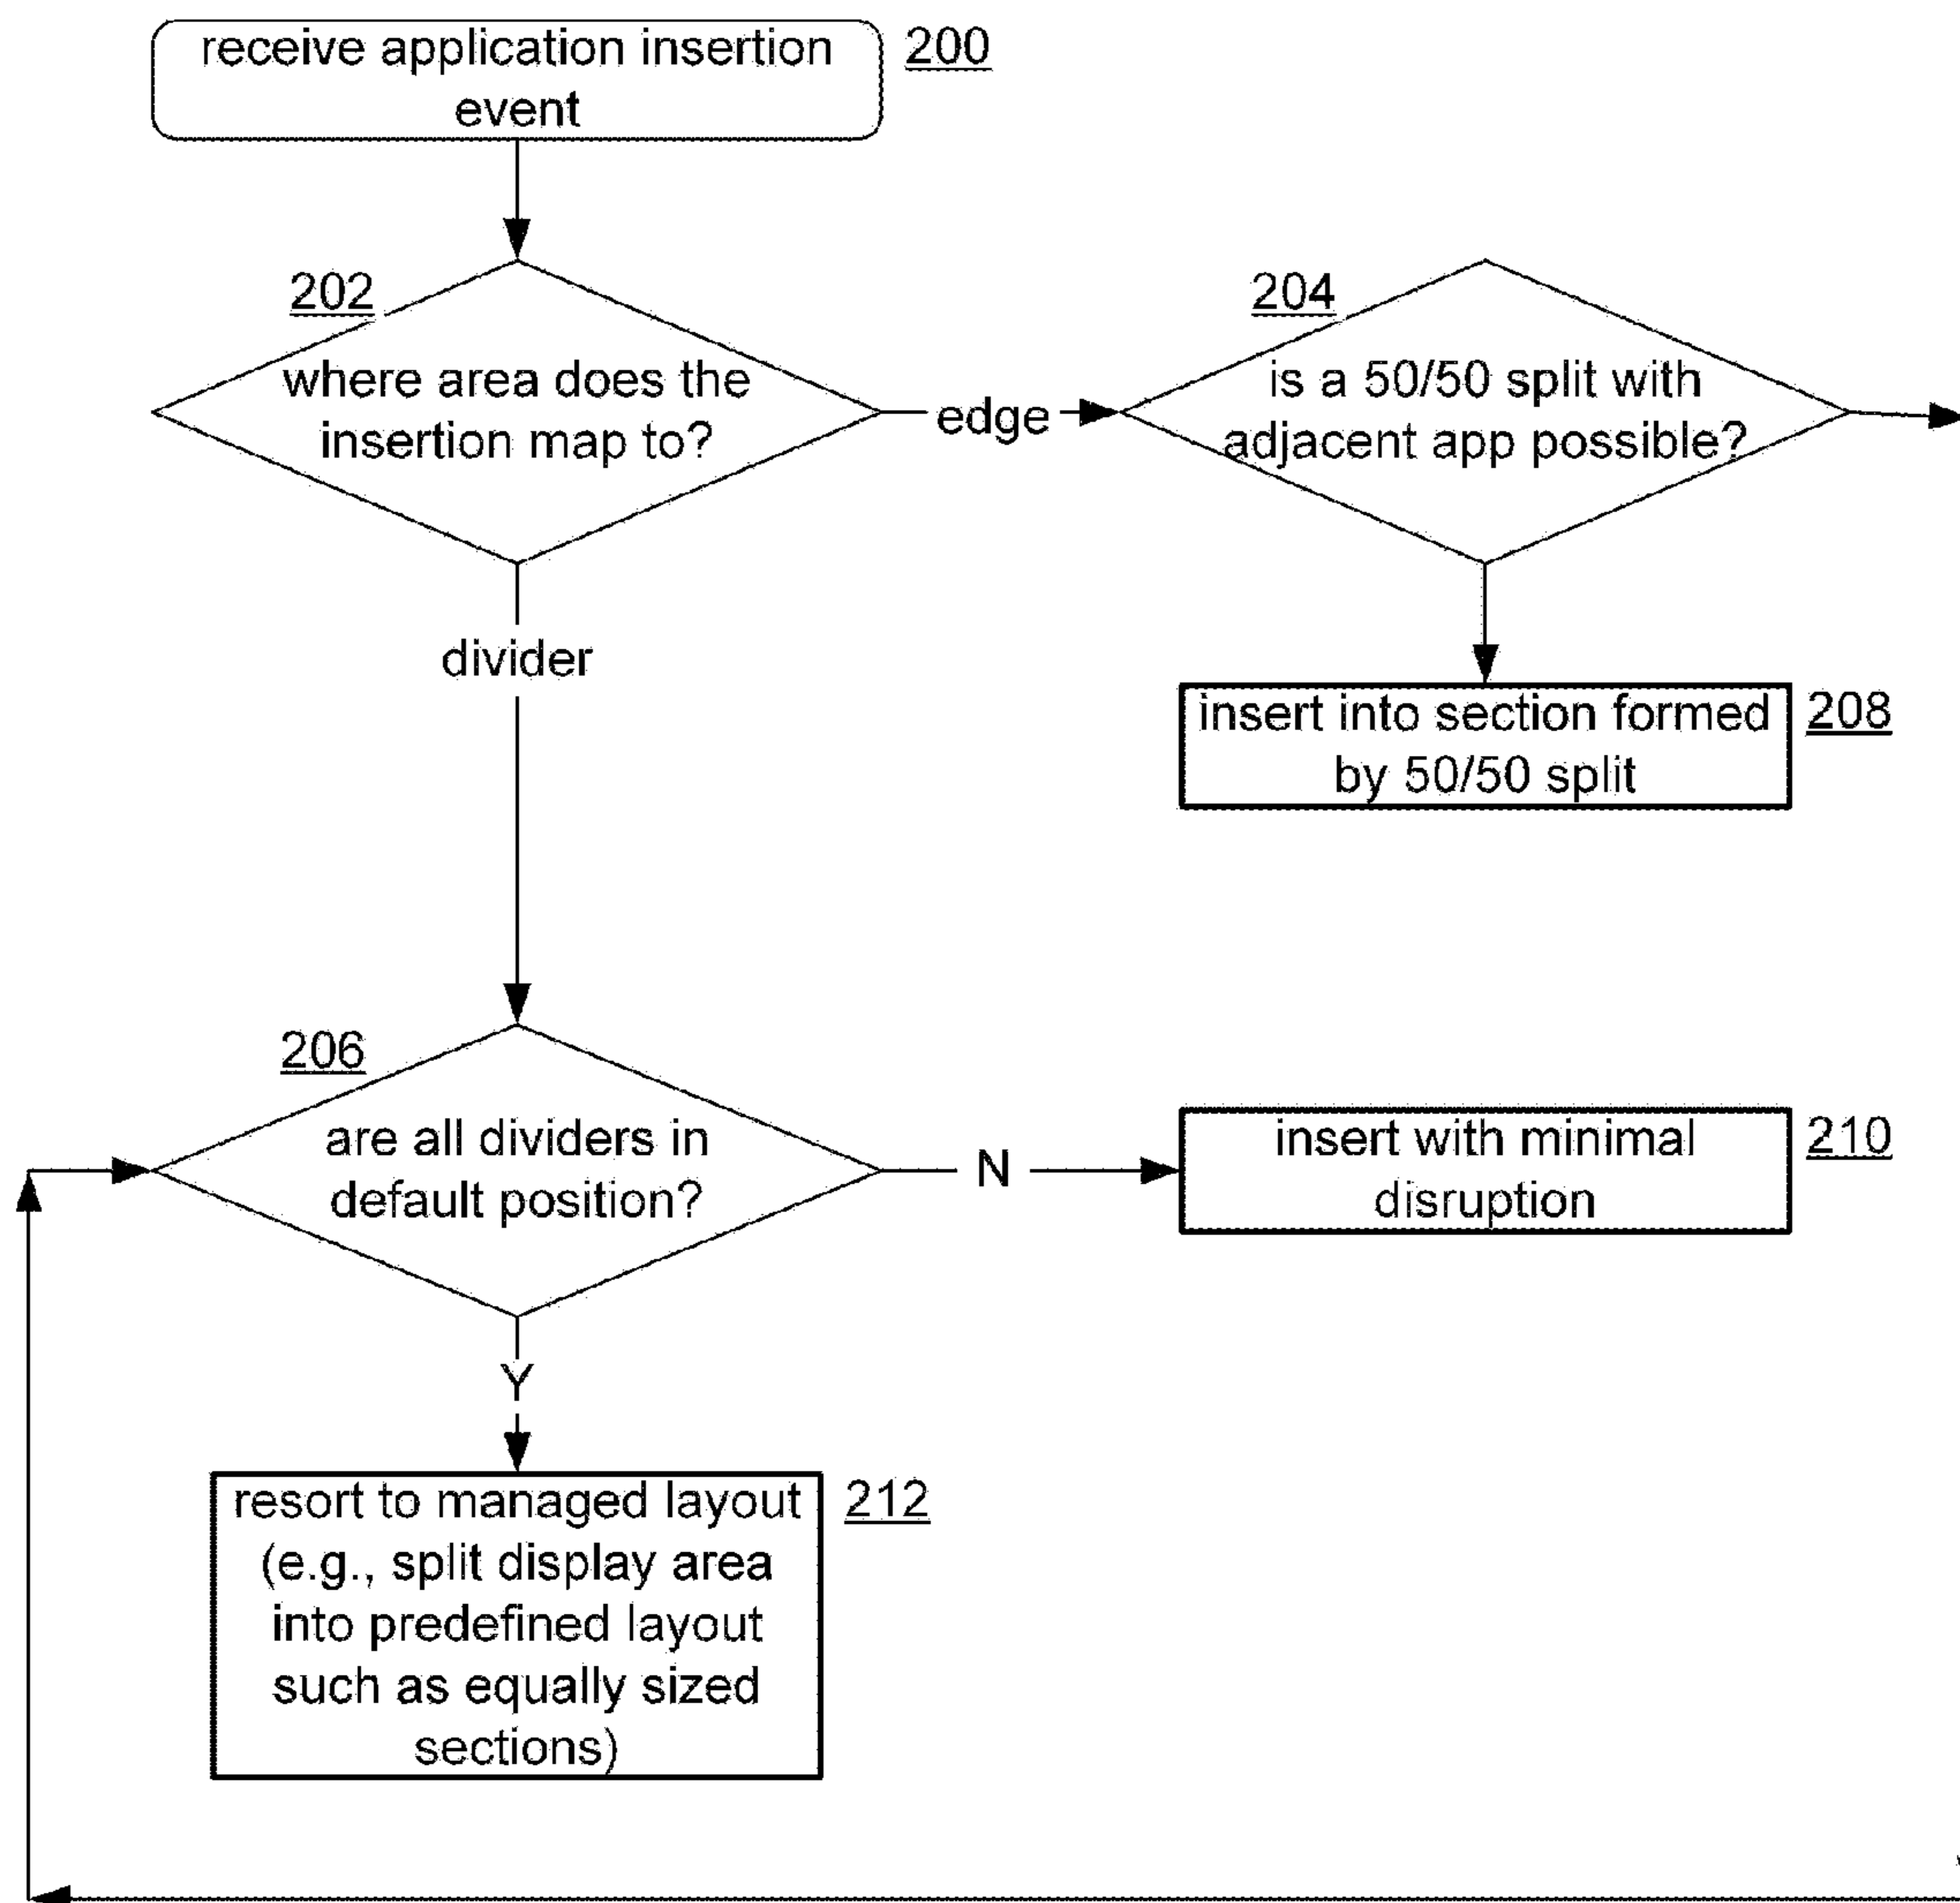 receive application insertion
event
200
202
where area does the
insertion map to?
edge
204
is a 50/50 split with
adjacent app possible?
divider
insert into section formed
by 50/50 split
208
206
are all dividers in
default position?
N
insert with minimal
disruption
210
Y
resort to managed layout
(e.g., split display area
into predefined layout
such as equally sized
sections)
212